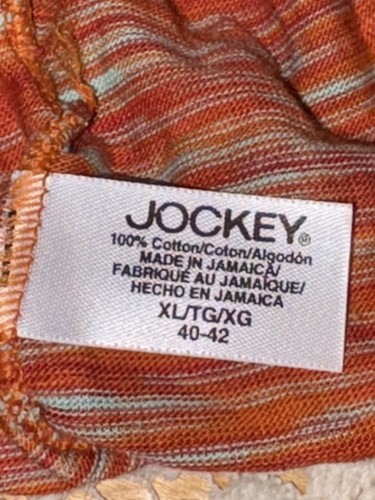 JOCKEY®
100% Cotton/Coton/Algodón
MADE IN JAMAICA/
FABRIQUÉ AU JAMAÏQUE/
HECHO EN JAMAICA
XL/TG/XG
40-42